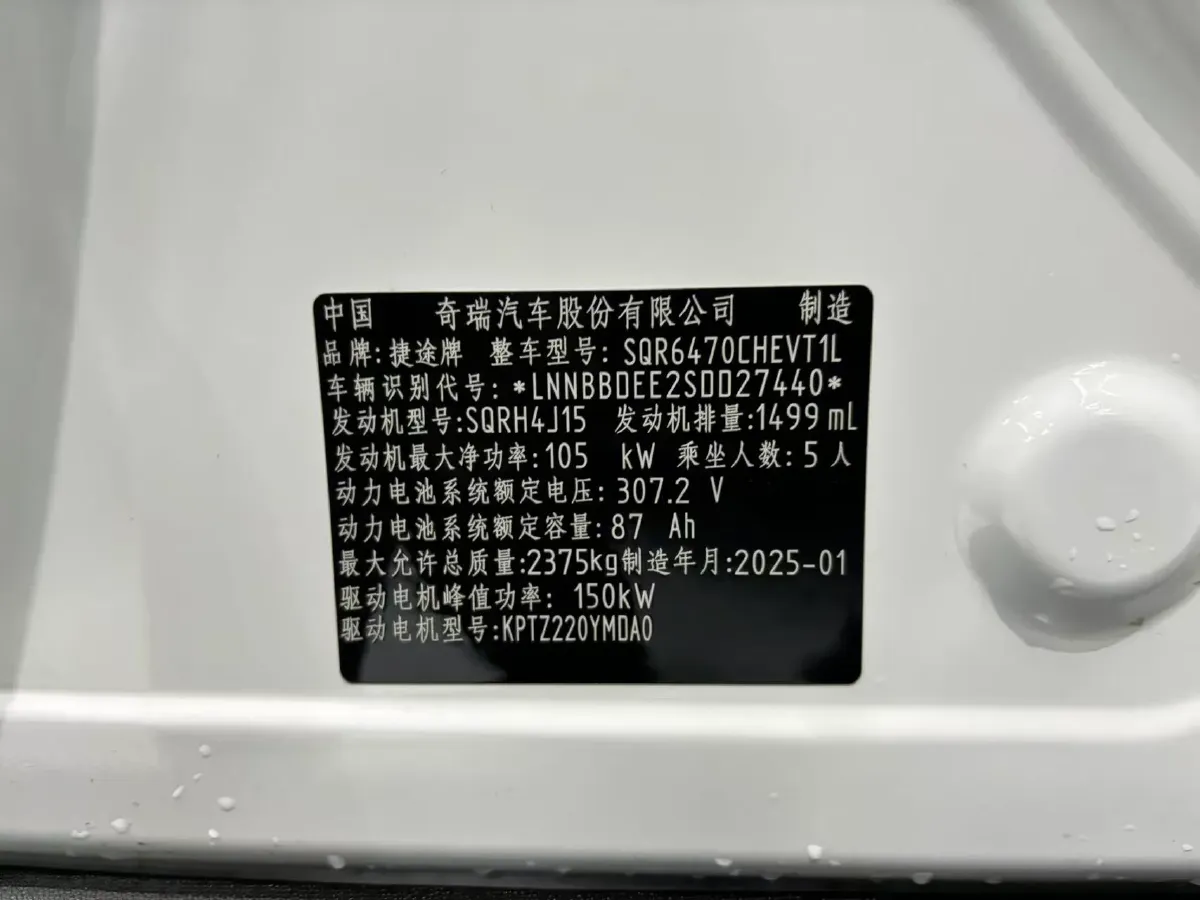 中国 奇瑞汽车股份有限公司 制造
品牌:捷途牌 整车型号: SQR6470CHEVT1L
车辆识别代号: *LNNBBDEE2SDD27440*
发动机型号:SQRH4J15 发动机排量:1499 mL
发动机最大净功率:105 kW 乘坐人数:5 人
动力电池系统额定电压: 307.2 V
动力电池系统额定容量: 87 Ah
最大允许总质量:2375kg制造年月:2025-01
驱动电机峰值功率: 150kW
驱动电机型号:KPTZ220YMDA0